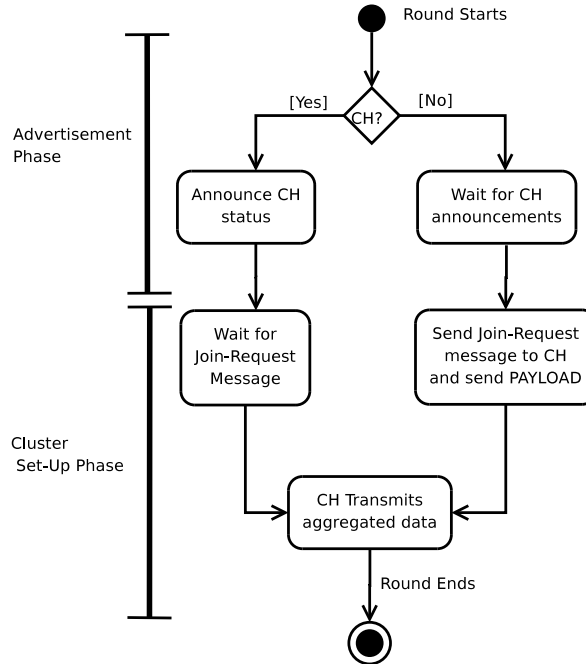 Round Starts
[Yes]
[No]
CH?
Advertisement
Phase
Announce CH
status
Wait for CH
announcements
Wait for
Join-Request
Message
Send Join-Request
message to CH
and send PAYLOAD
Cluster
Set-Up Phase
CH Transmits
aggregated data
Round Ends